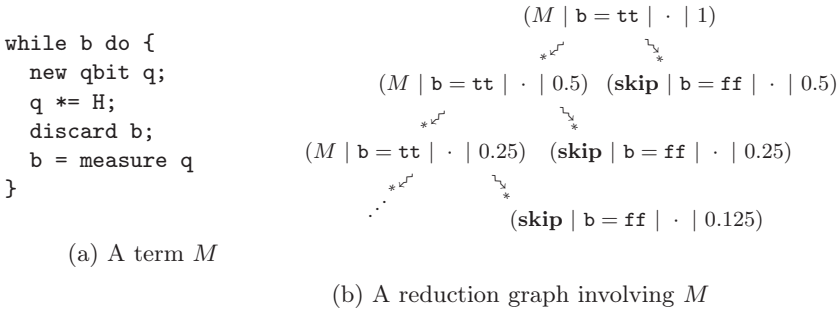 while b do {
new qbit q;
q *= H;
discard b;
b = measure q
}
(a) A term M
(M | b = tt | · | 1)
(M | b = tt | · | 0.5) (skip | b = ff | · | 0.5)
(M | b = tt | · | 0.25) (skip | b = ff | · | 0.25)
(skip | b = ff | · | 0.125)
(b) A reduction graph involving M